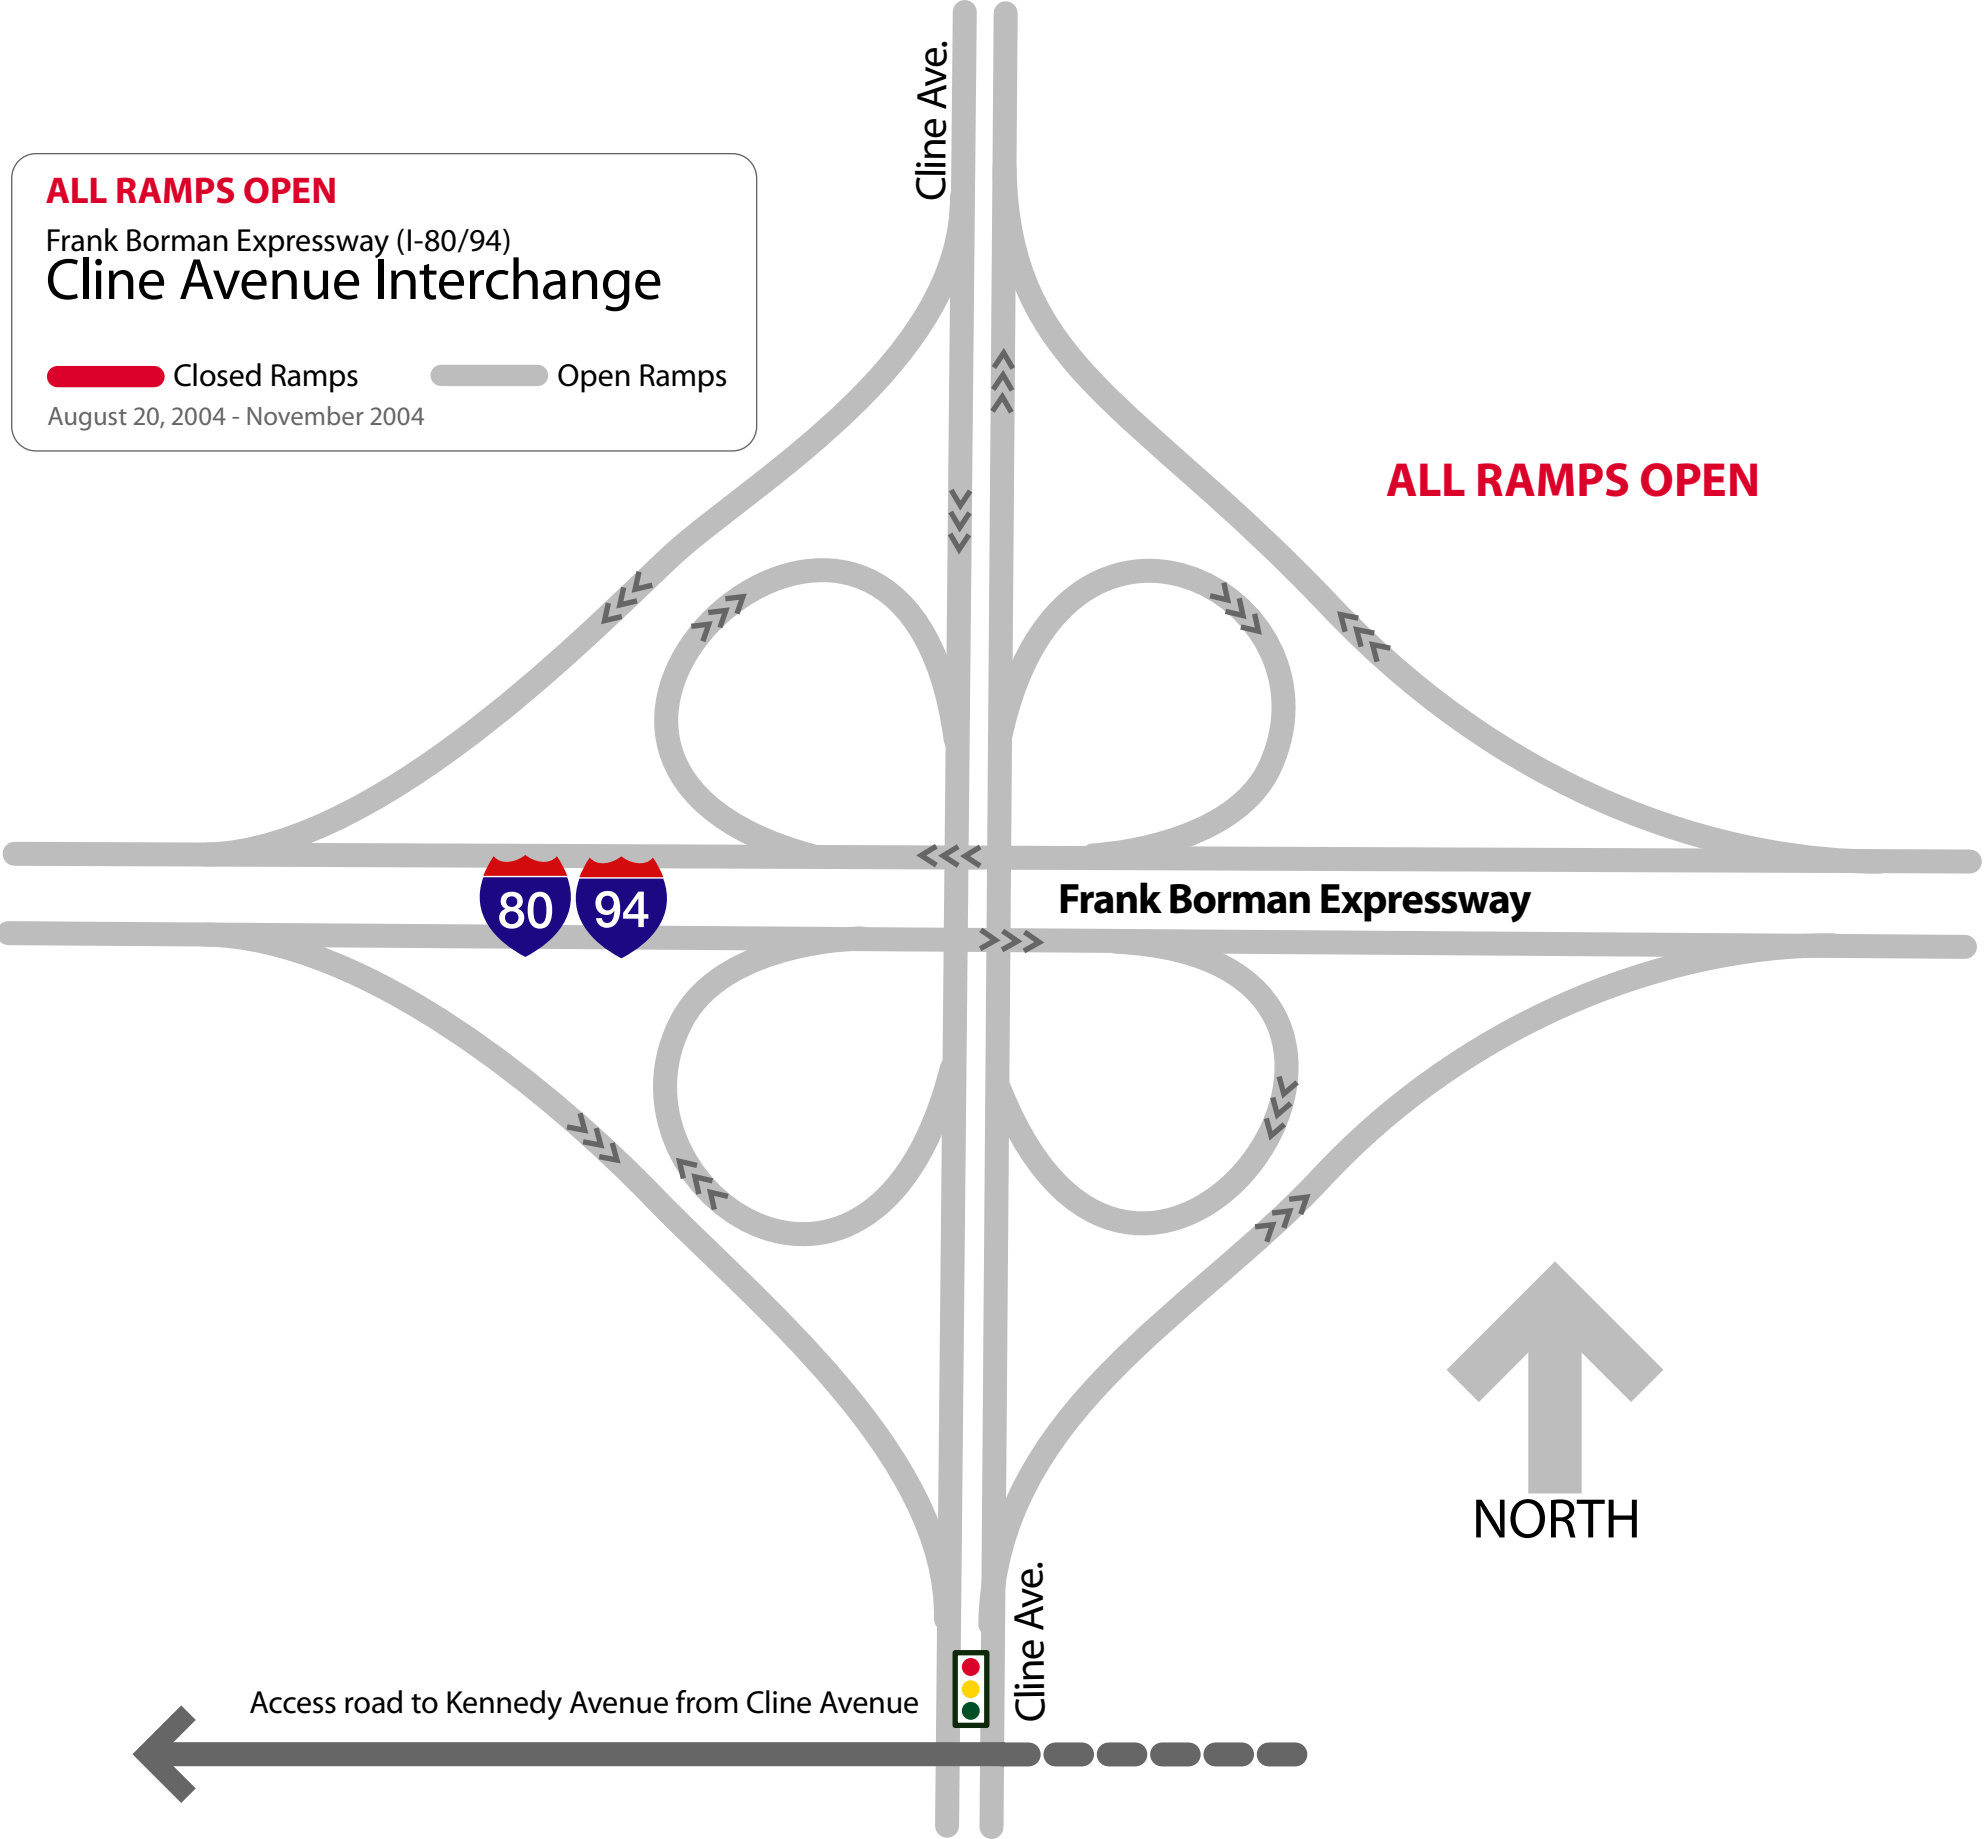 Cline Ave.
ALL RAMPS OPEN
Frank Borman Expressway (I-80/94)
Cline Avenue Interchange
Closed Ramps
Open Ramps
August 20, 2004 - November 2004
ALL RAMPS OPEN
80
94
Frank Borman Expressway
NORTH
Cline Ave.
Access road to Kennedy Avenue from Cline Avenue